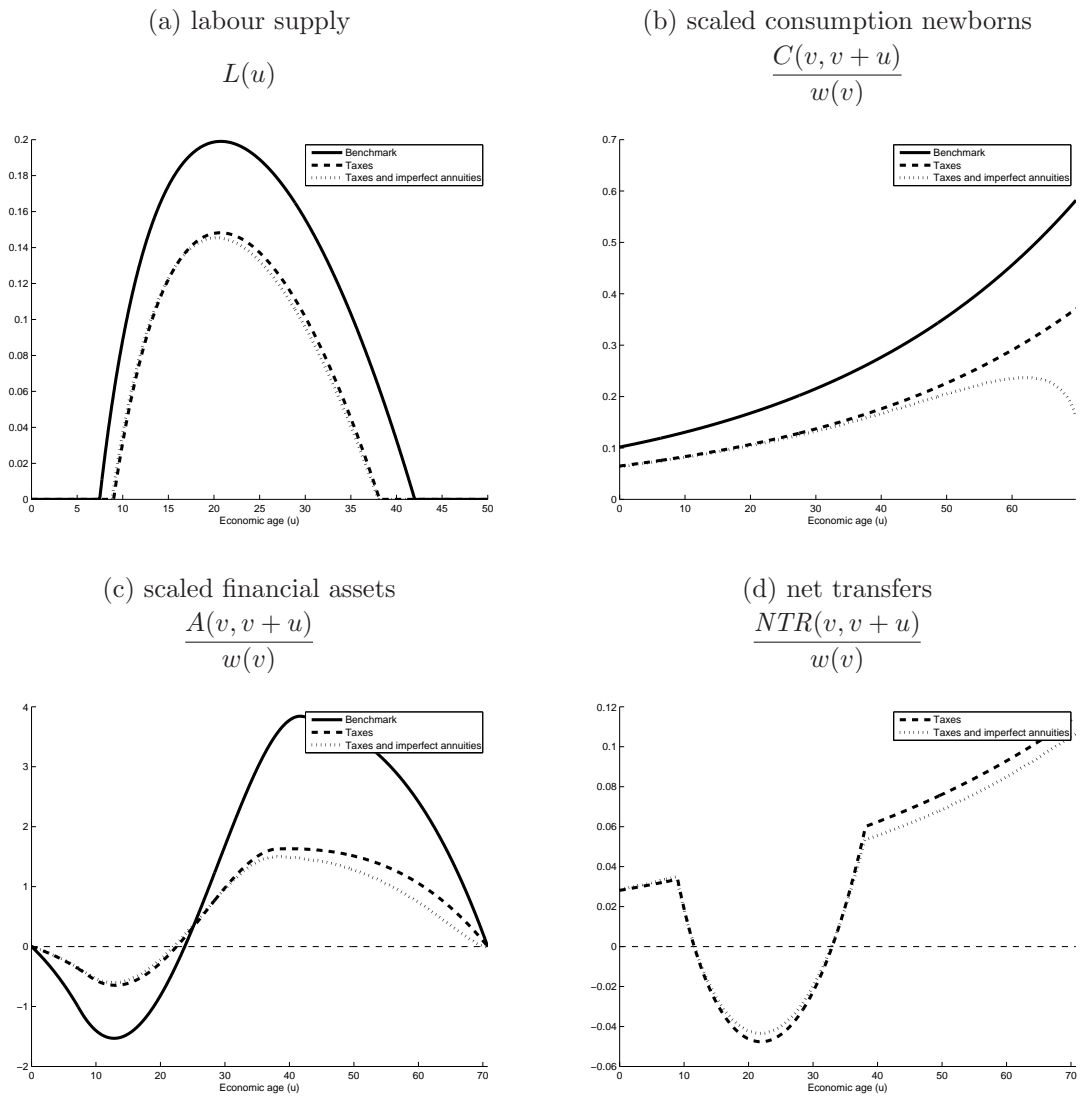 (a) labour supply
L(u)
0.2
0.18
0.16
0.14
0.12
0.1
0.08
0.06
0.04
0.02
0
0 5 10 15 20 25 30 35 40 45 50
Economic age (u)
Benchmark
Taxes
Taxes and imperfect annuities
(b) scaled consumption newborns
C(v, v + u)
w(v)
0.7
0.6
0.5
0.4
0.3
0.2
0.1
0
0 10 20 30 40 50 60
Economic age (u)
Benchmark
Taxes
Taxes and imperfect annuities
(c) scaled financial assets
A(v, v + u)
w(v)
4
3
2
1
0
−1
−2
0 10 20 30 40 50 60 70
Economic age (u)
Benchmark
Taxes
Taxes and imperfect annuities
(d) net transfers
NTR(v, v + u)
w(v)
0.12
0.1
0.08
0.06
0.04
0.02
0
−0.02
−0.04
−0.06
0 10 20 30 40 50 60 70
Economic age (u)
Taxes
Taxes and imperfect annuities